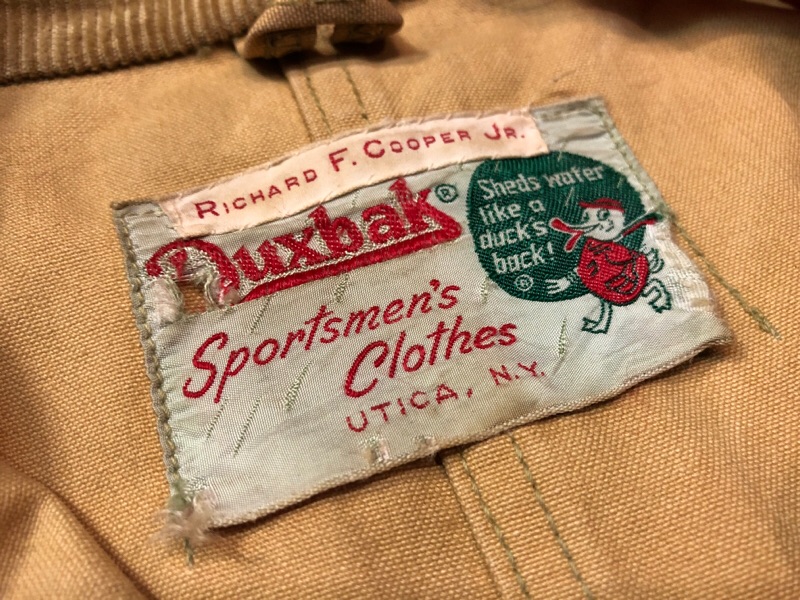 RICHARD F. COOPER JR.
Duxbak®
Sheds water
like a
duck's
back!
®
Sportsmen's
Clothes
UTICA, N.Y.